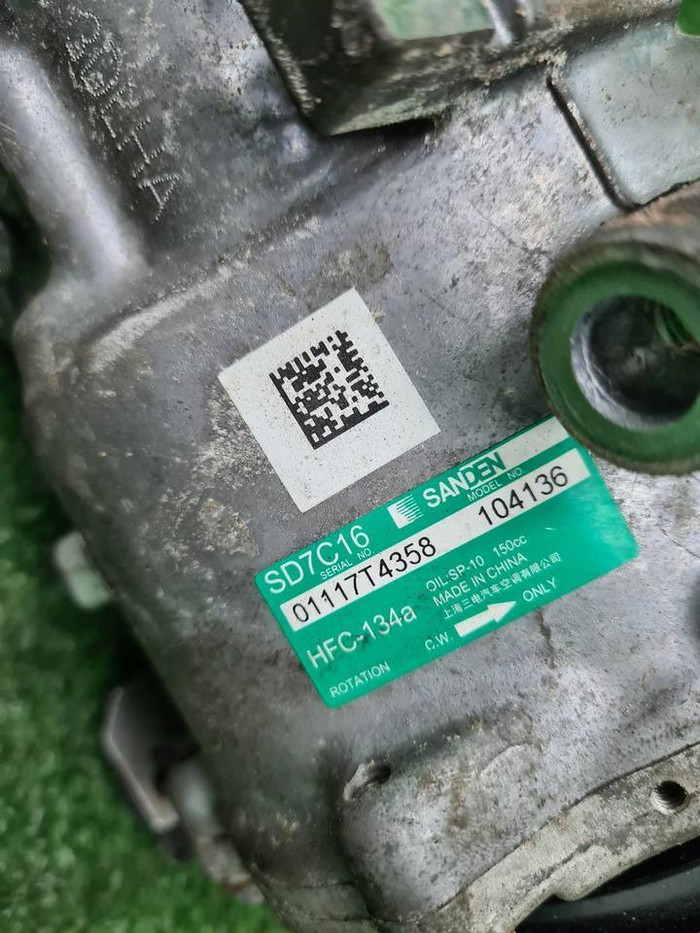 3DLHA
SANDEN
SD7C16
SERIAL NO
MODEL NO
01117T4358 104136
HFC-134a
OIL:SP-10 150cc
MADE IN CHINA
上海三电汽车空调有限公司
ROTATION C.W. ONLY